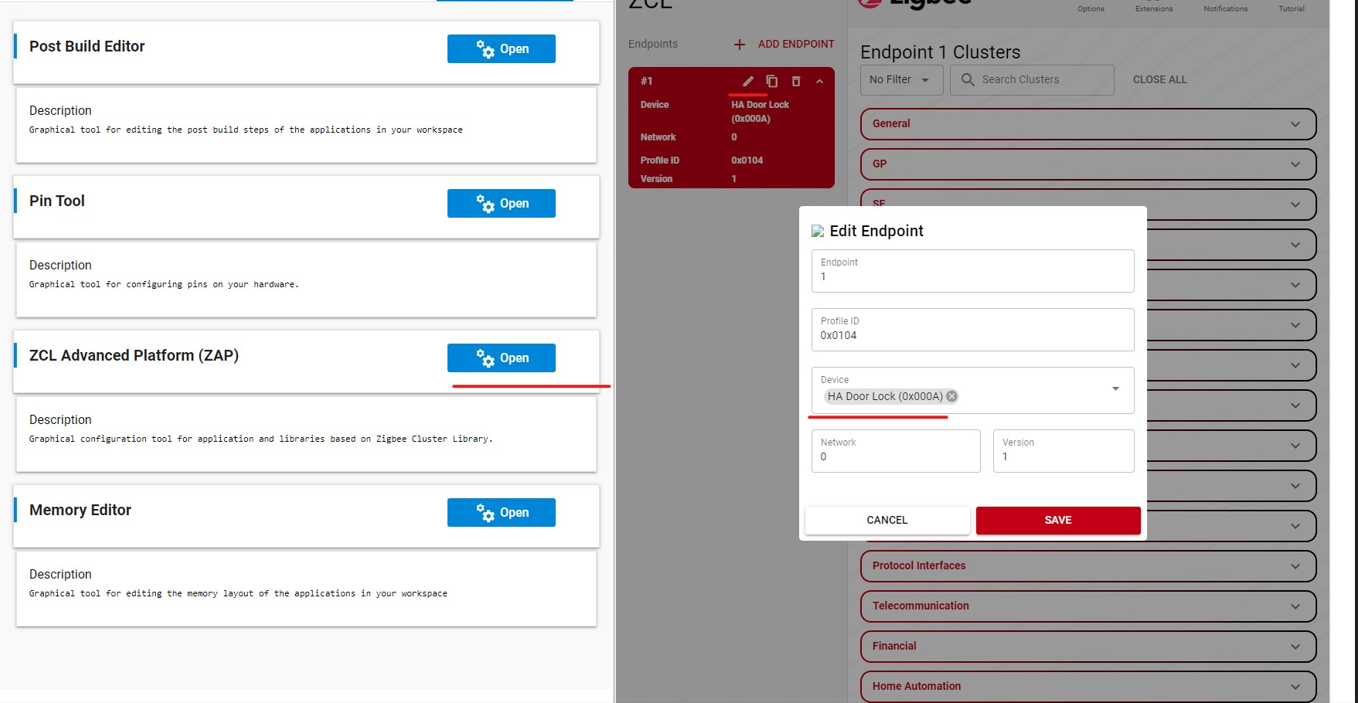 Post Build Editor
Open
Description
Graphical tool for editing the post build steps of the applications in your workspace
Pin Tool
Open
Description
Graphical tool for configuring pins on your hardware.
ZCL Advanced Platform (ZAP)
Open
Description
Graphical configuration tool for application and libraries based on Zigbee Cluster Library.
Memory Editor
Open
Description
Graphical tool for editing the memory layout of the applications in your workspace
ZCL
zigbee
Options
Extensions
Notifications
Tutorial
Endpoints
+ ADD ENDPOINT
#1
Device
HA Door Lock
(0x000A)
Network
0
Profile ID
0x0104
Version
1
Endpoint 1 Clusters
No Filter
Search Clusters
CLOSE ALL
General
GP
SE
Edit Endpoint
Endpoint
1
Profile ID
0x0104
Device
HA Door Lock (0x000A)
Network
0
Version
1
CANCEL
SAVE
Protocol Interfaces
Telecommunication
Financial
Home Automation